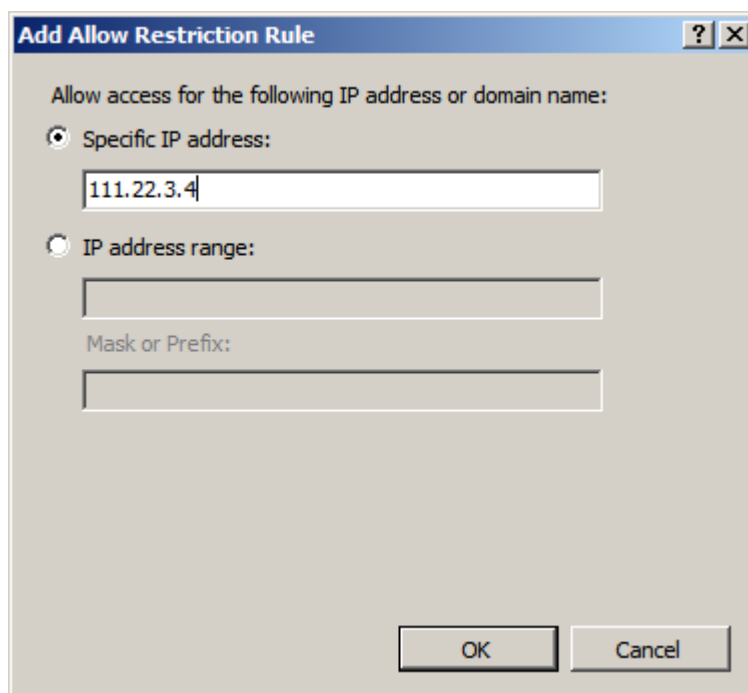 Add Allow Restriction Rule
Allow access for the following IP address or domain name:
Specific IP address:
111.22.3.4
IP address range:
Mask or Prefix:
OK Cancel